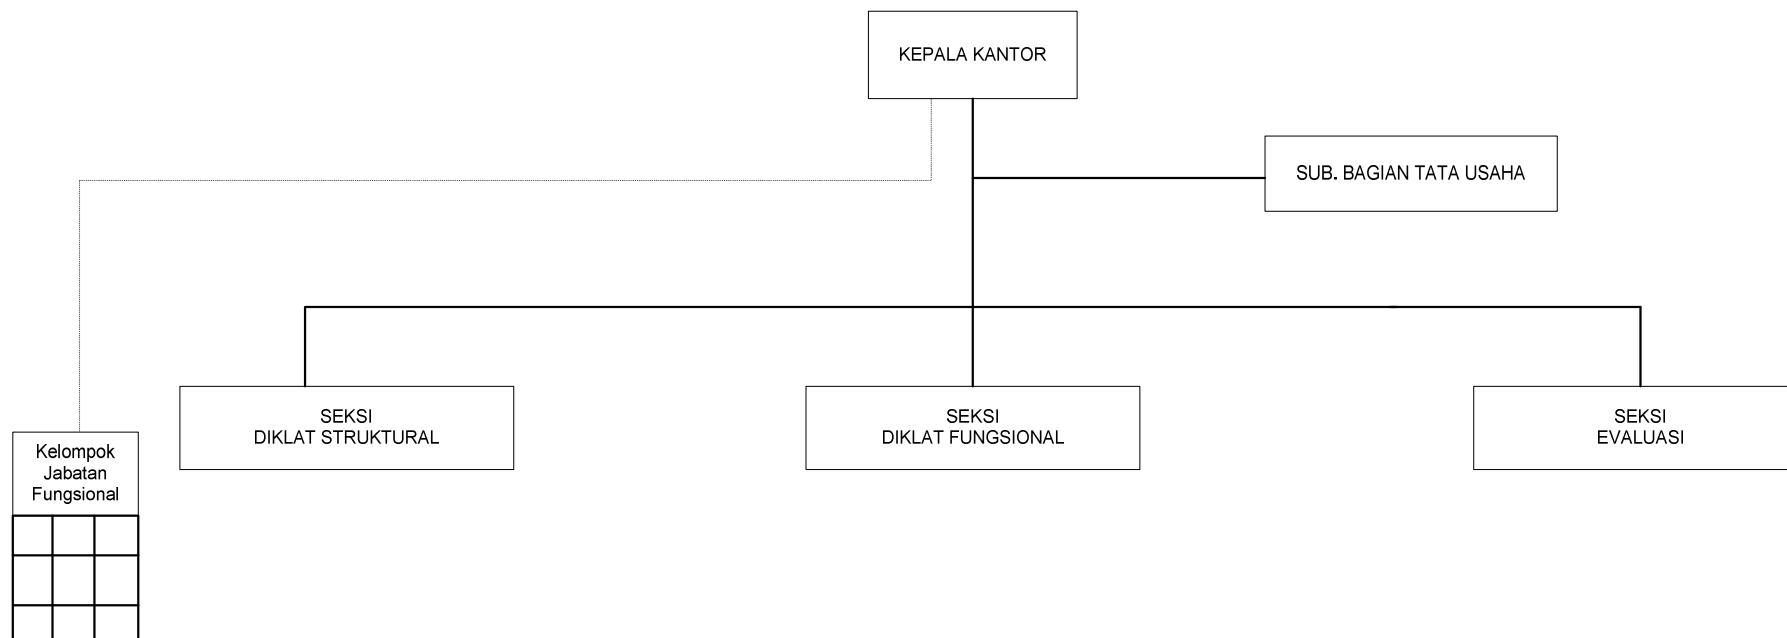 KEPALA KANTOR
SUB. BAGIAN TATA USAHA
SEKSI
DIKLAT STRUKTURAL
SEKSI
DIKLAT FUNGSIONAL
SEKSI
EVALUASI
Kelompok
Jabatan
Fungsional